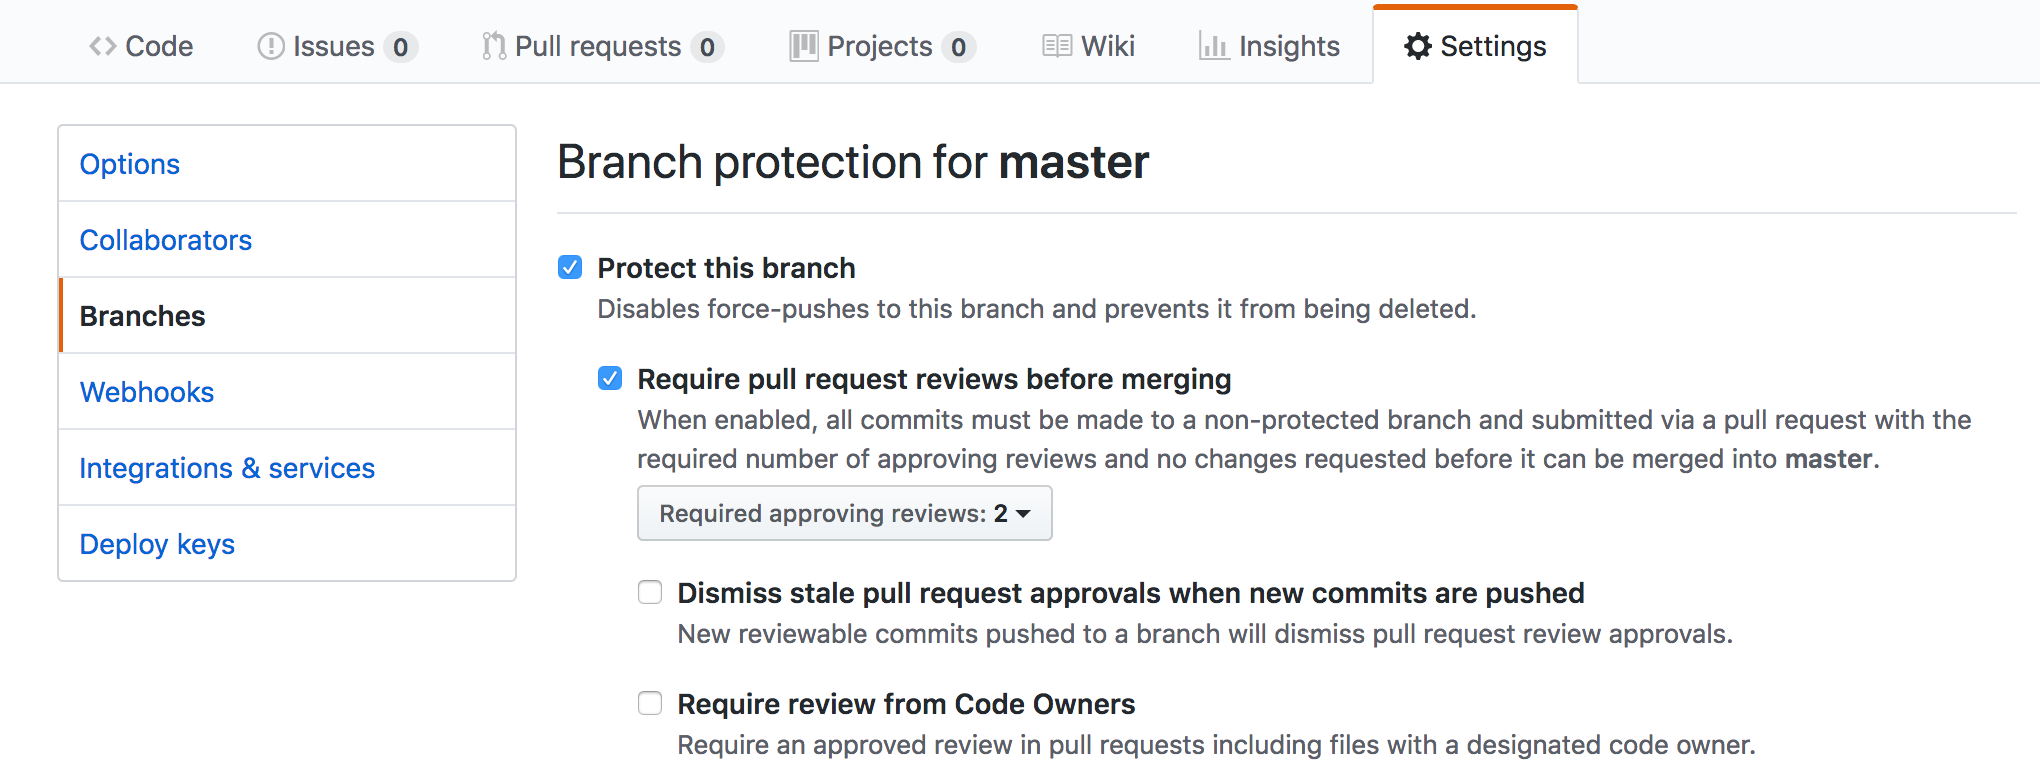 Code Issues 0 Pull requests 0 Projects 0 Wiki Insights Settings
Options
Collaborators
Branches
Webhooks
Integrations & services
Deploy keys
Branch protection for master
Protect this branch
Disables force-pushes to this branch and prevents it from being deleted.
Require pull request reviews before merging
When enabled, all commits must be made to a non-protected branch and submitted via a pull request with the
required number of approving reviews and no changes requested before it can be merged into master.
Required approving reviews: 2
Dismiss stale pull request approvals when new commits are pushed
New reviewable commits pushed to a branch will dismiss pull request review approvals.
Require review from Code Owners
Require an approved review in pull requests including files with a designated code owner.